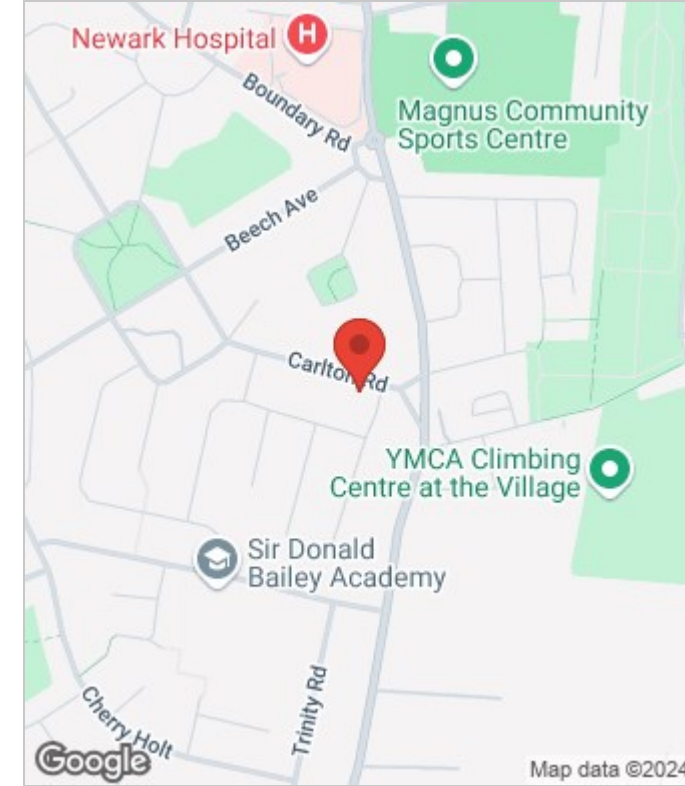 Newark Hospital
H
Boundary Rd
Magnus Community
Sports Centre
Beech Ave
Carlton Rd
YMCA Climbing
Centre at the Village
Sir Donald
Bailey Academy
Trinity Rd
Cherry Holt
Google
Map data ©2024